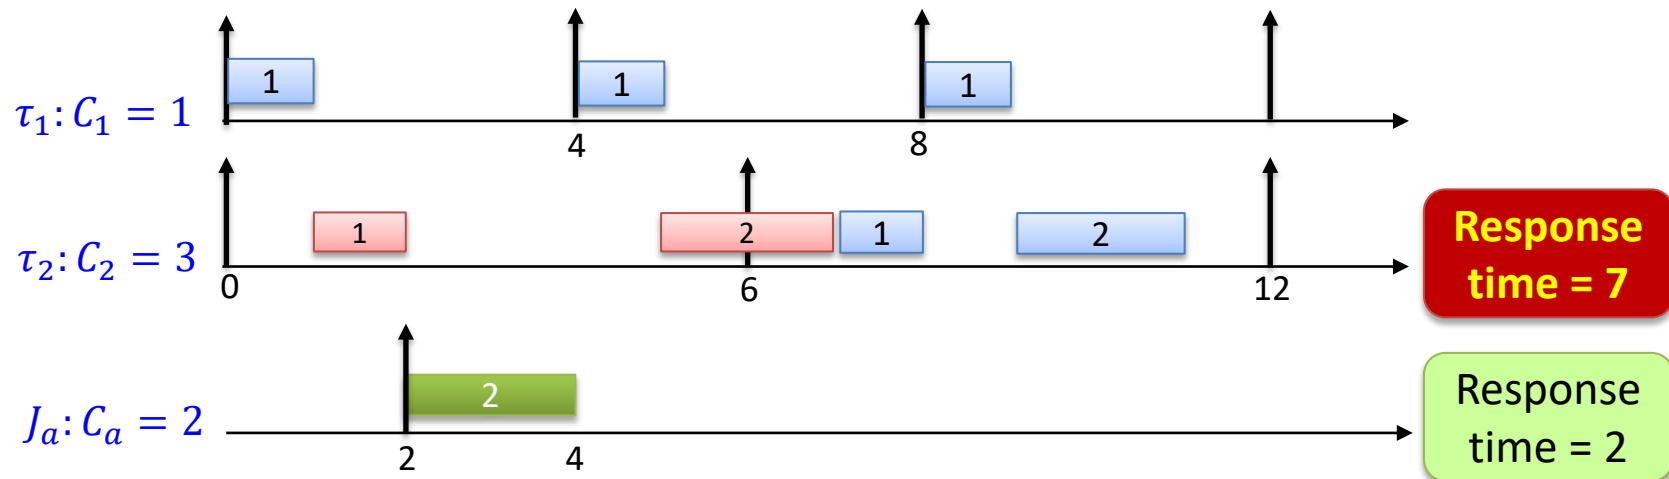 1 1 1
τ₁: C₁ = 1
4 8
1 2 1 2
τ₂: C₂ = 3
0 6 12
Response
time = 7
2
Jₐ: Cₐ = 2
2 4
Response
time = 2